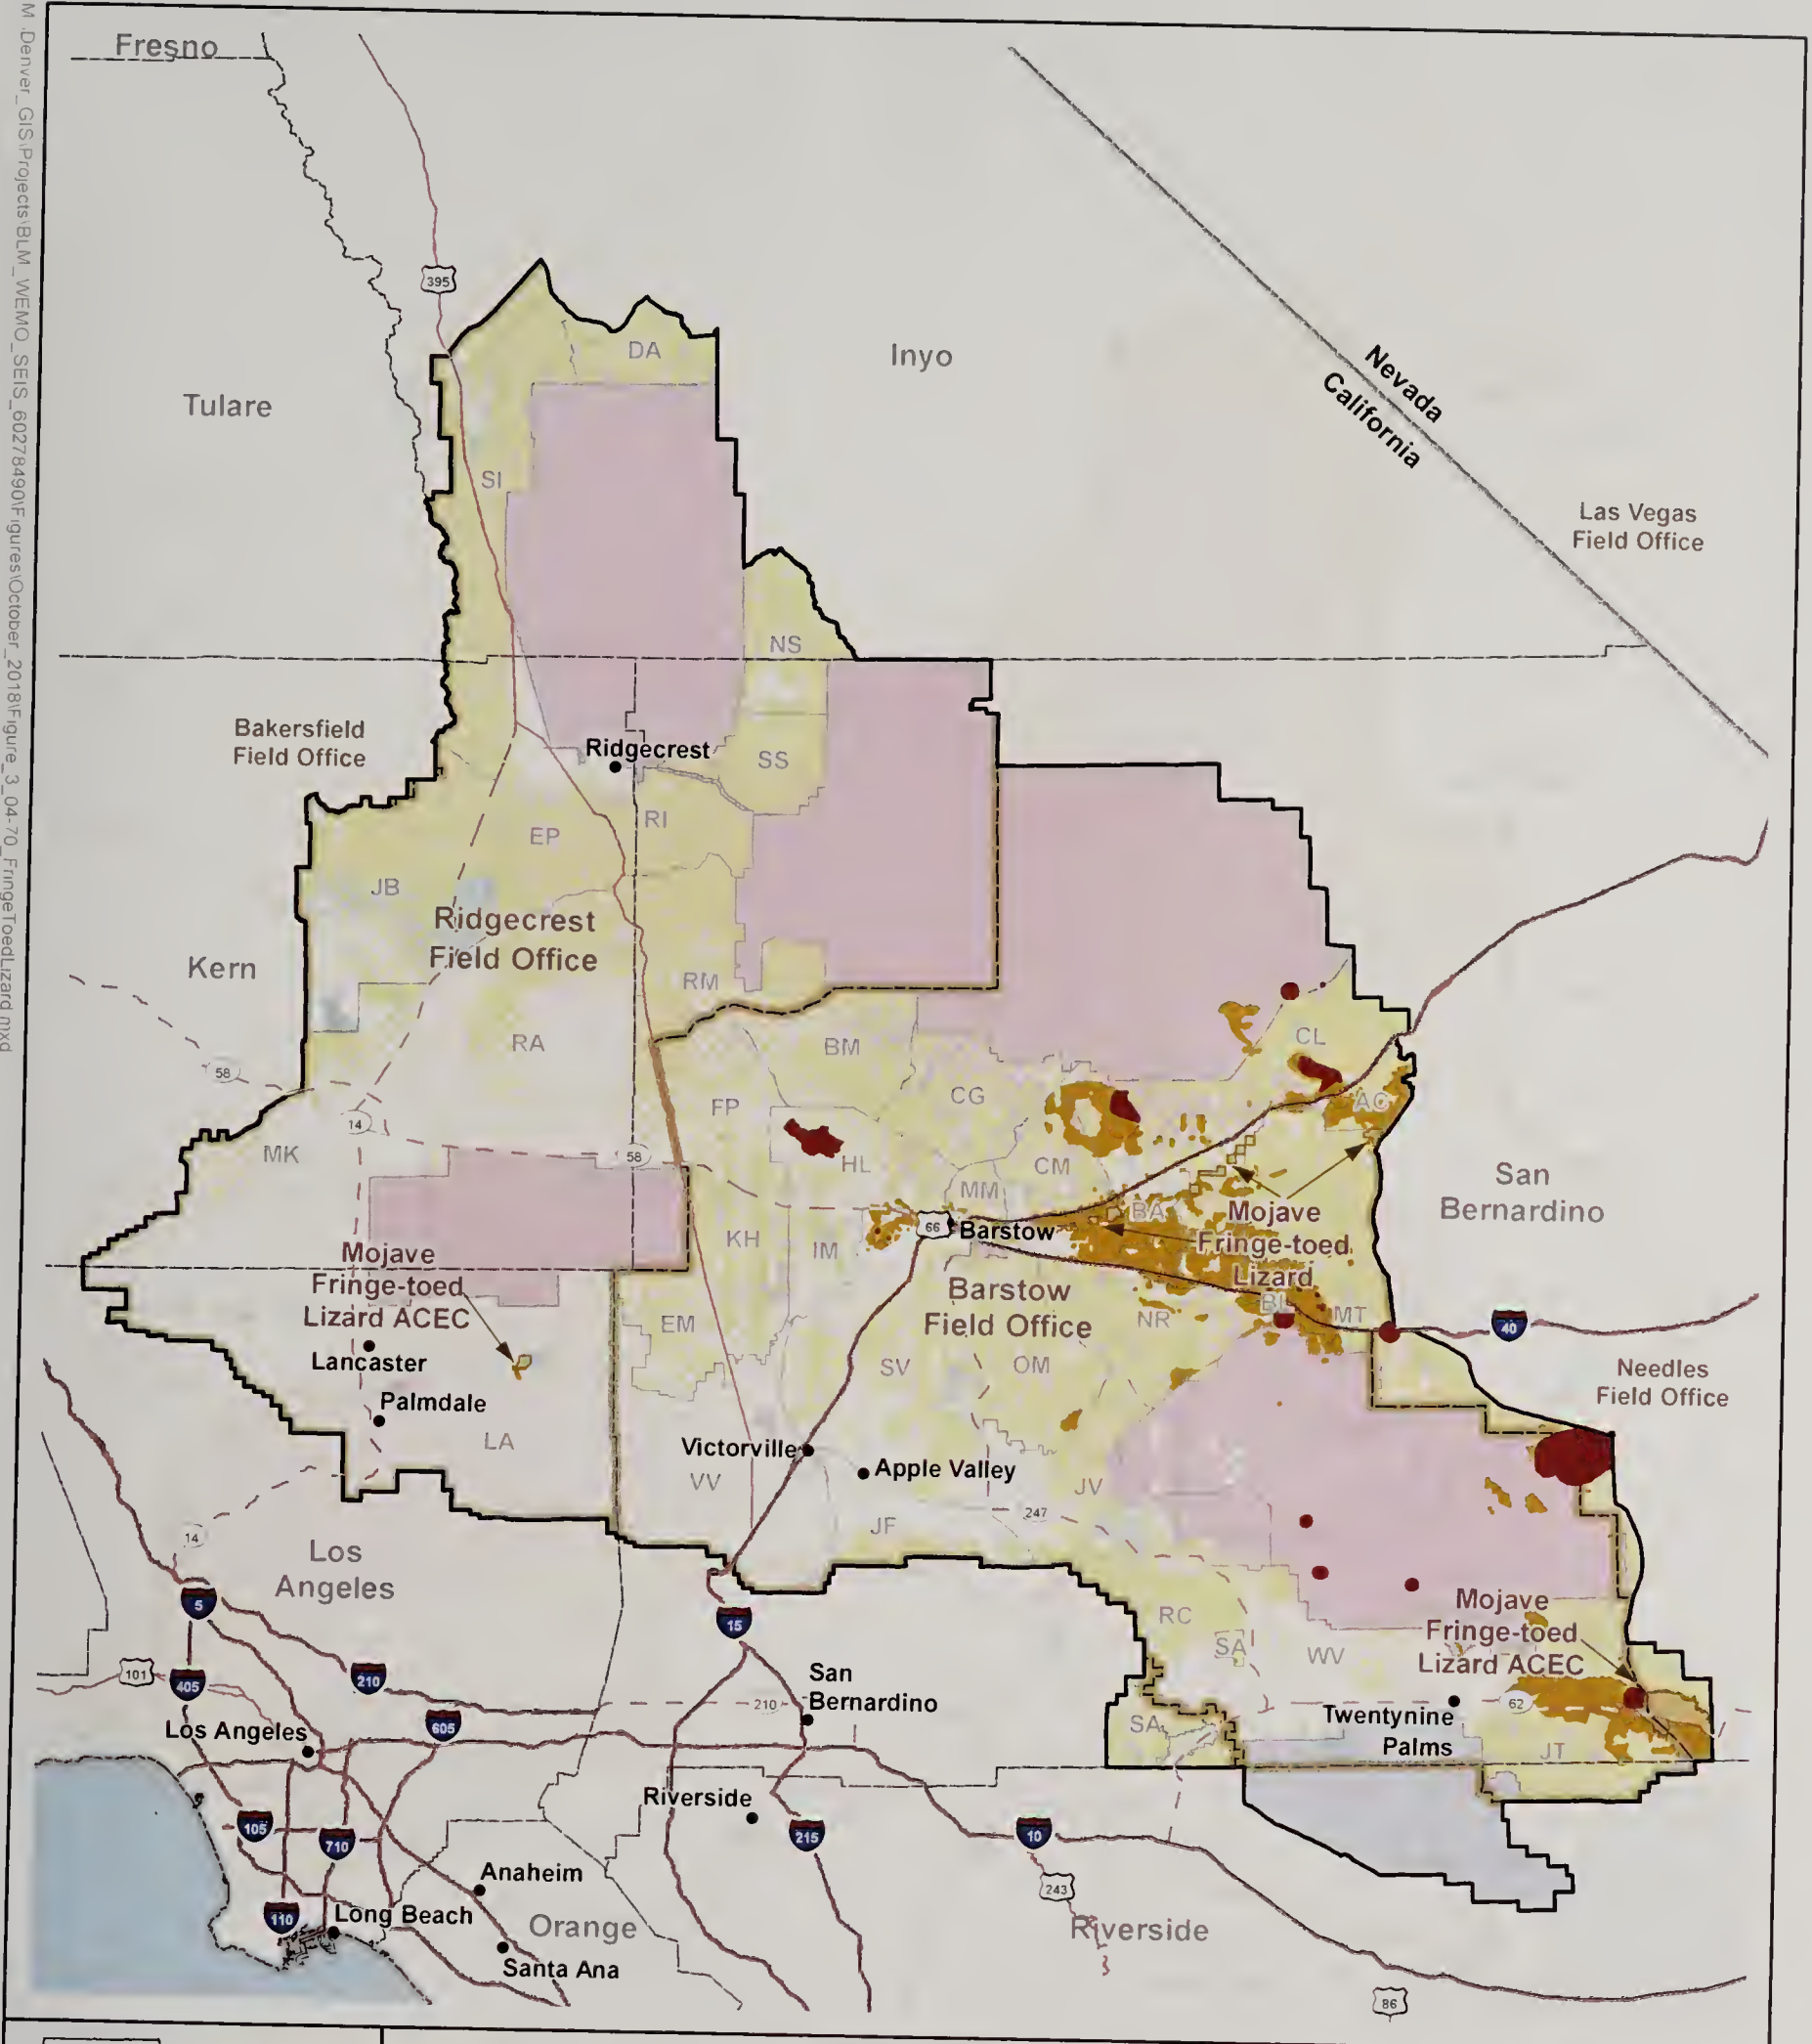 M .Denver_GIS\Projects\BLM_WEMO_SEIS_60278490\Figures\October_2018\Figure_3_04-70_FringeToedLizard.mxd
Fresno
395
DA
Inyo
Nevada
California
Tulare
SI
Las Vegas
Field Office
NS
Bakersfield
Field Office
Ridgecrest
SS
RI
EP
JB
Ridgecrest
Field Office
Kern
RM
RA
BM
CL
58
FP
CG
AC
14
MK
58
HL
CM
MM
San
Bernardino
BA
Mojave
Fringe-toed
Lizard
66
Barstow
KH
IM
Mojave
Fringe-toed
Lizard ACEC
Barstow
Field Office
BL
MT
NR
40
EM
SV
OM
Lancaster
Needles
Field Office
Palmdale
LA
Victorville
Apple Valley
VV
JV
JF
247
14
Los
Angeles
5
15
RC
SA
WV
Mojave
Fringe-toed
Lizard ACEC
101
405
210
San
Bernardino
210
62
Los Angeles
605
SA
Twentynine
Palms
JT
Riverside
105
710
215
10
Anaheim
243
110
Long Beach
Orange
Riverside
Santa Ana
86